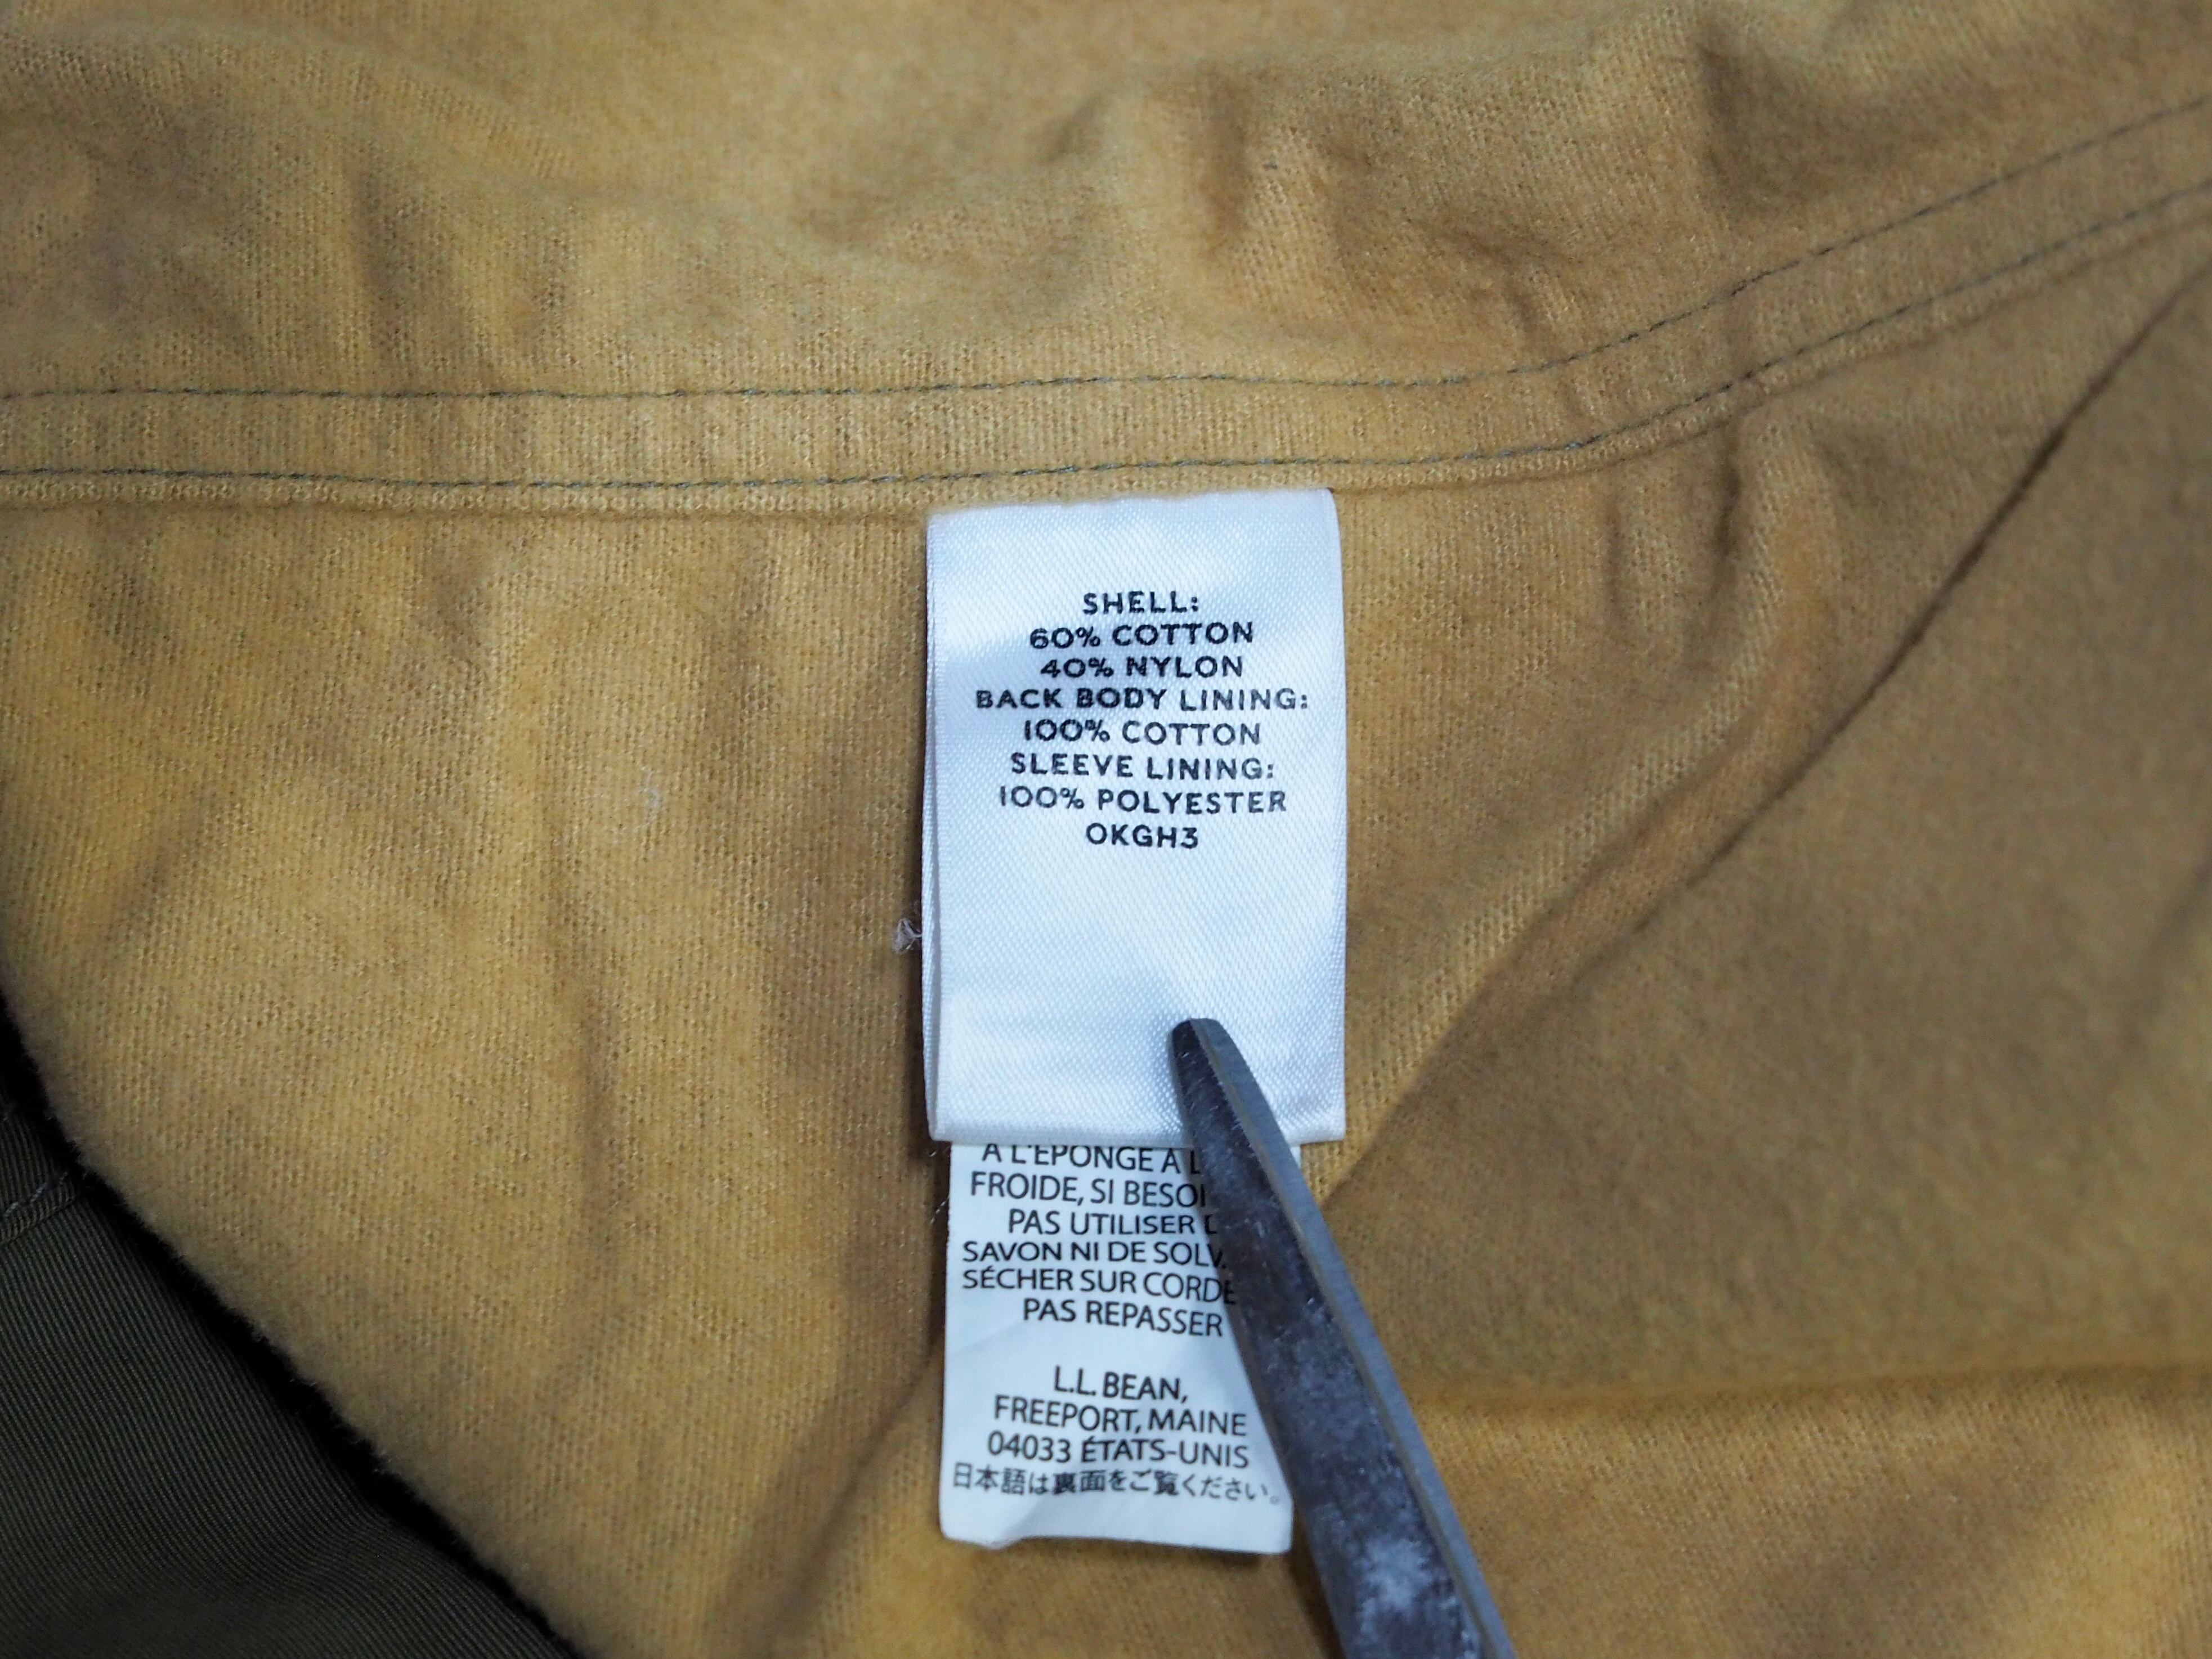 SHELL:
60% COTTON
40% NYLON
BACK BODY LINING:
100% COTTON
SLEEVE LINING:
100% POLYESTER
OKGH3
À L'ÉPONGE À
FROIDE, SI
PAS UTILISER
SAVON NI DE
SÉCHER SUR CORDE
PAS REPASSER
L.L. BEAN,
FREEPORT, MAINE
04033 ÉTATS-UNIS
日本語は裏面をご覧ください。